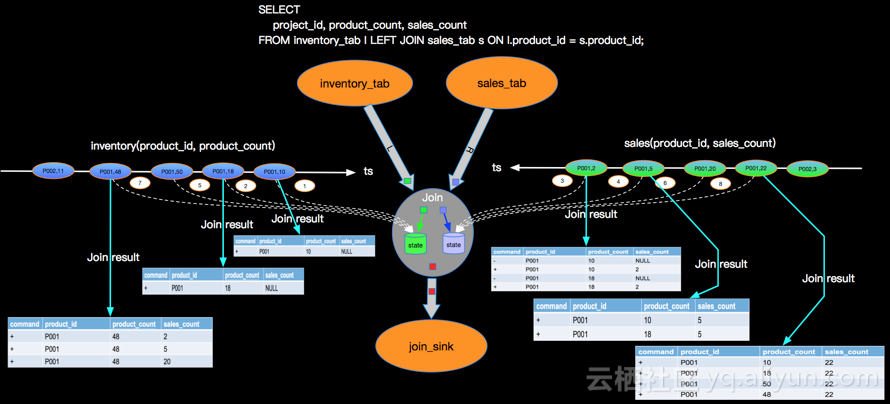 SELECT
project_id, product_count, sales_count
FROM inventory_tab I LEFT JOIN sales_tab s ON I.product_id = s.product_id;
inventory_tab
sales_tab
inventory(product_id, product_count)
sales(product_id, sales_count)
L
R
P002,11
P001,48
P001,50
P001,18
P001,10
ts
ts
P001,2
P001,5
P001,20
P001,22
P002,3
7
5
2
1
3
4
6
8
Join
state
state
Join result
command product_id product_count sales_count
+ P001 10 NULL
Join result
command product_id product_count sales_count
+ P001 18 NULL
Join result
command product_id product_count sales_count
+ P001 48 2
+ P001 48 5
+ P001 48 20
Join result
command product_id product_count sales_count
- P001 10 NULL
+ P001 10 2
- P001 18 NULL
+ P001 18 2
Join result
command product_id product_count sales_count
+ P001 10 5
+ P001 18 5
Join result
command product_id product_count sales_count
+ P001 10 22
+ P001 18 22
+ P001 50 22
+ P001 48 22
join_sink
云栖社区 yq.aliyun.com